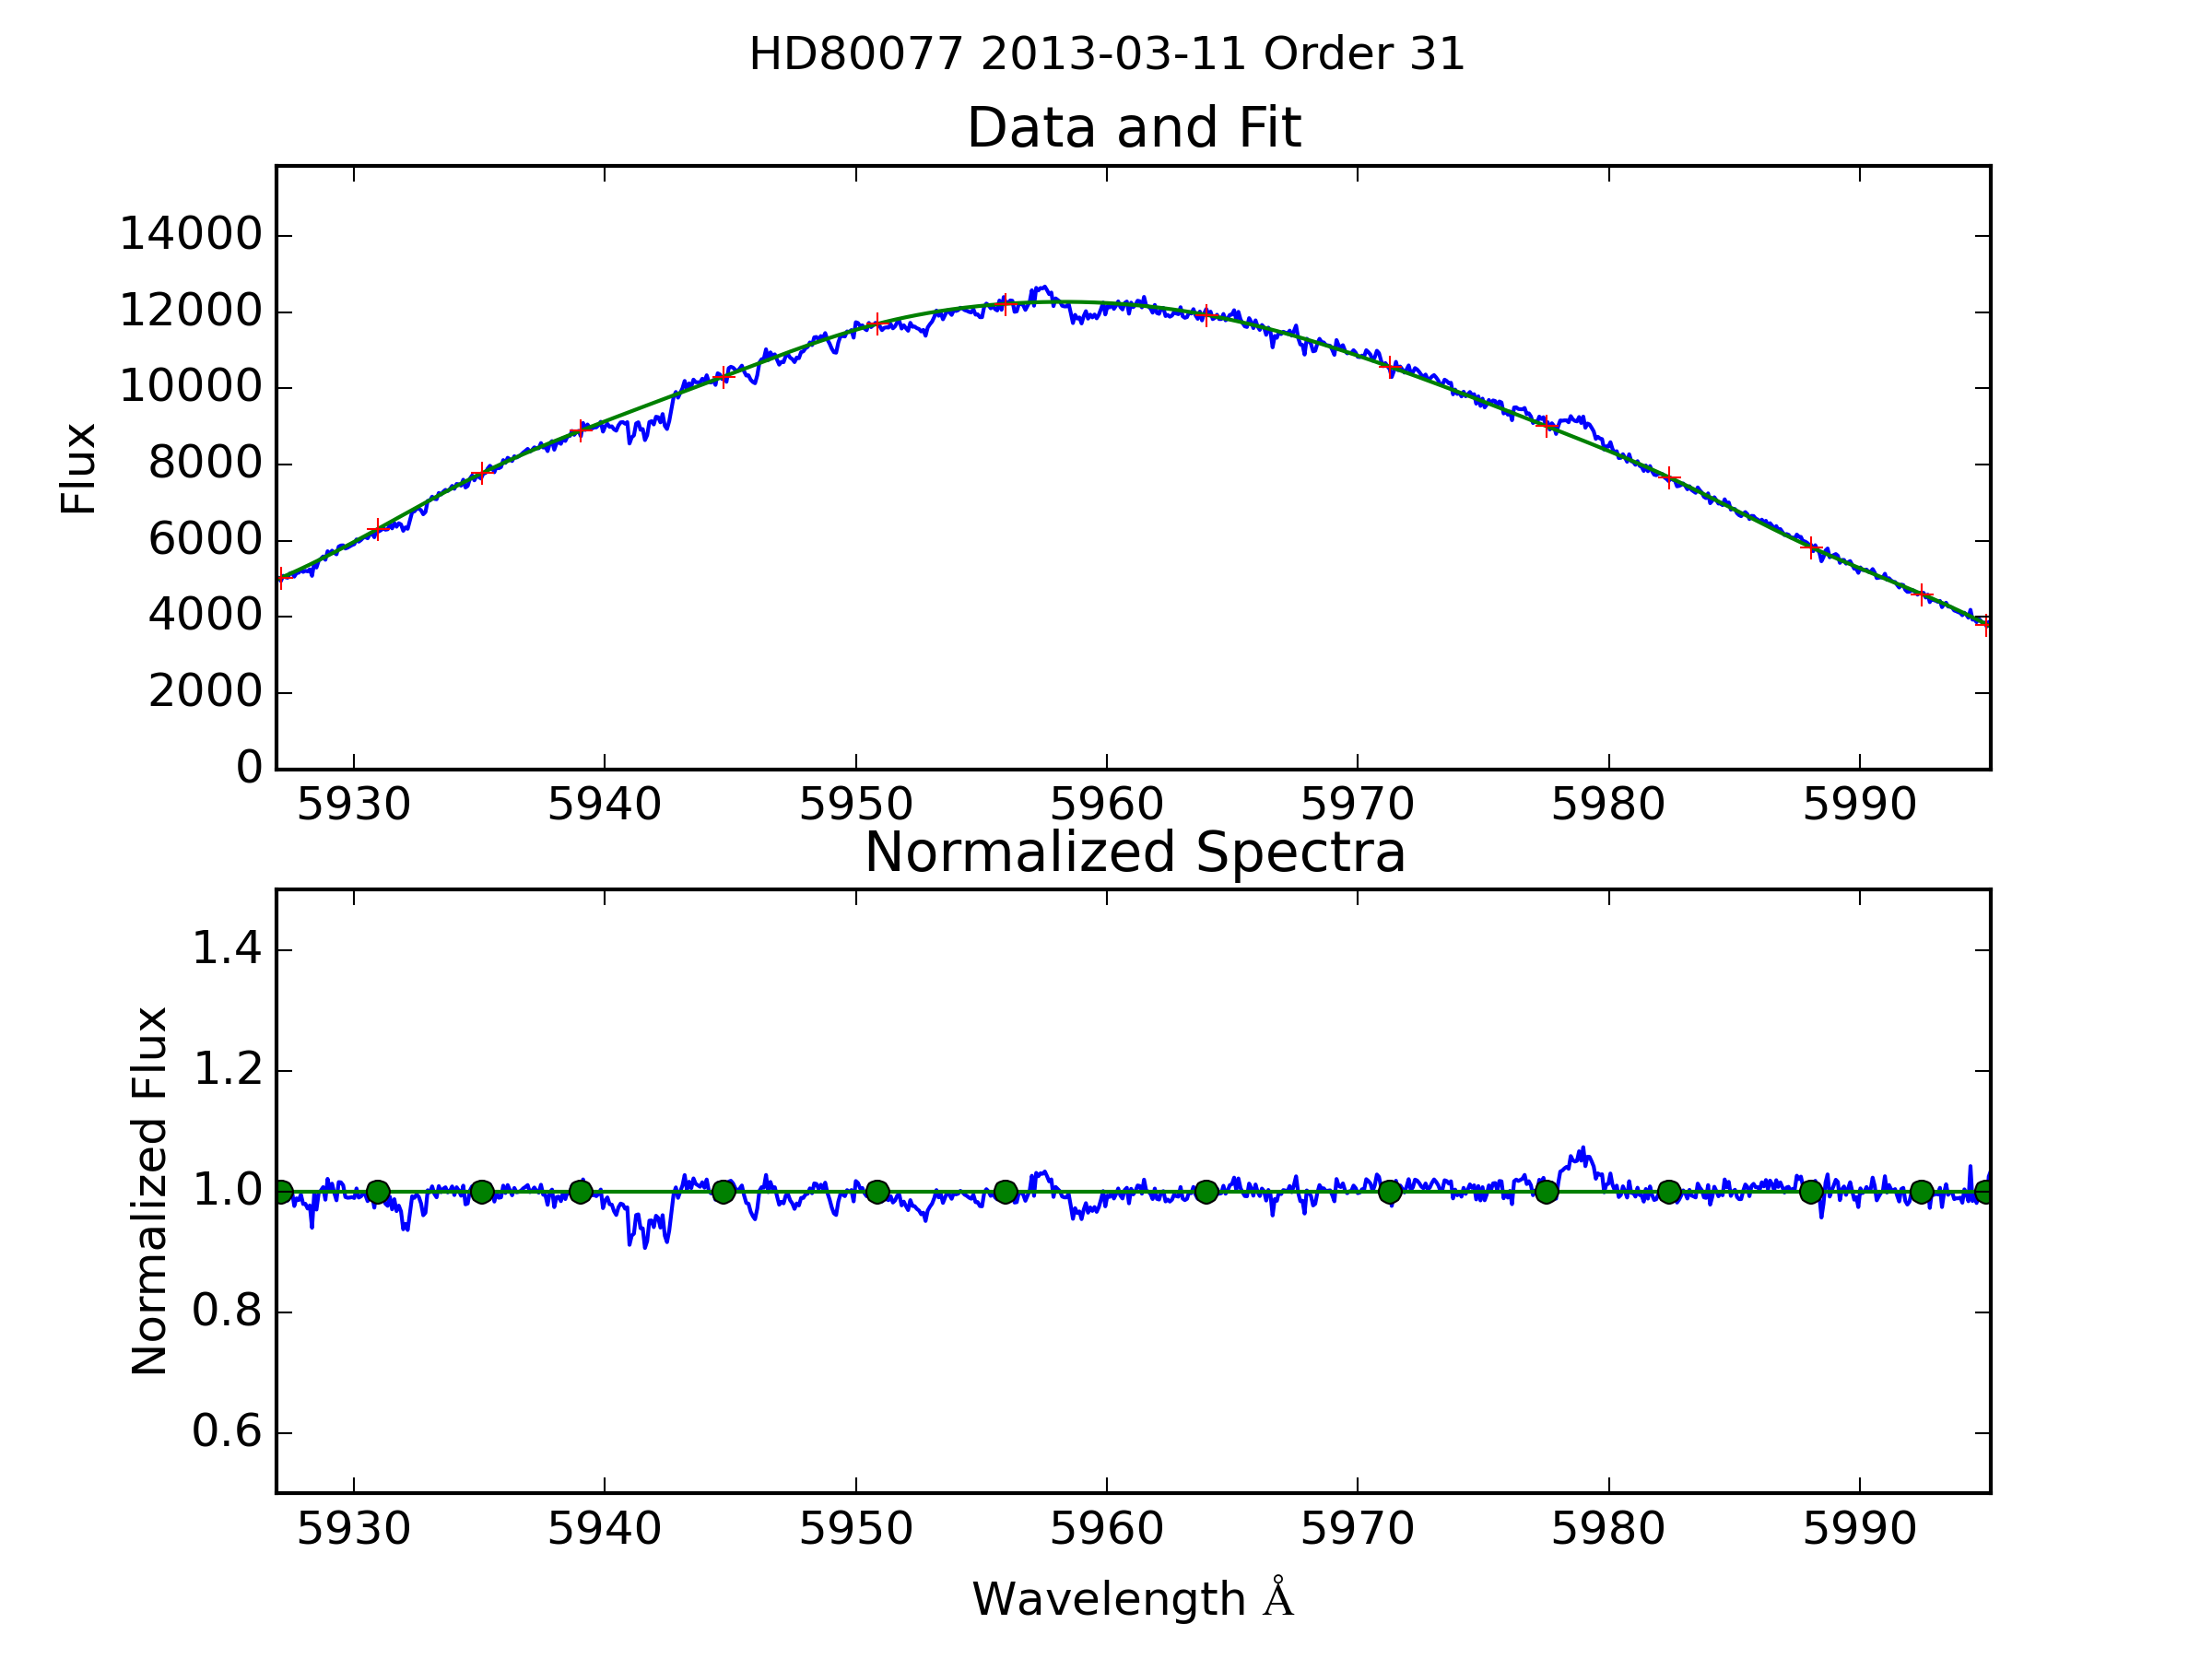 HD80077 2013-03-11 Order 31
Data and Fit
Flux
14000
12000
10000
8000
6000
4000
2000
0
5930 5940 5950 5960 5970 5980 5990
Normalized Spectra
Normalized Flux
1.4
1.2
1.0
0.8
0.6
5930 5940 5950 5960 5970 5980 5990
Wavelength Å